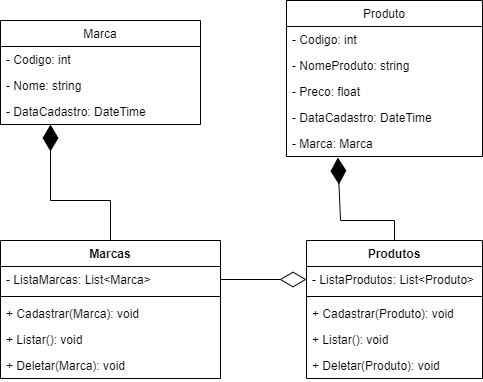 Marca
- Codigo: int
- Nome: string
- DataCadastro: DateTime
Produto
- Codigo: int
- NomeProduto: string
- Preco: float
- DataCadastro: DateTime
- Marca: Marca
Marcas
- ListaMarcas: List<Marca>
+ Cadastrar(Marca): void
+ Listar(): void
+ Deletar(Marca): void
Produtos
- ListaProdutos: List<Produto>
+ Cadastrar(Produto): void
+ Listar(): void
+ Deletar(Produto): void